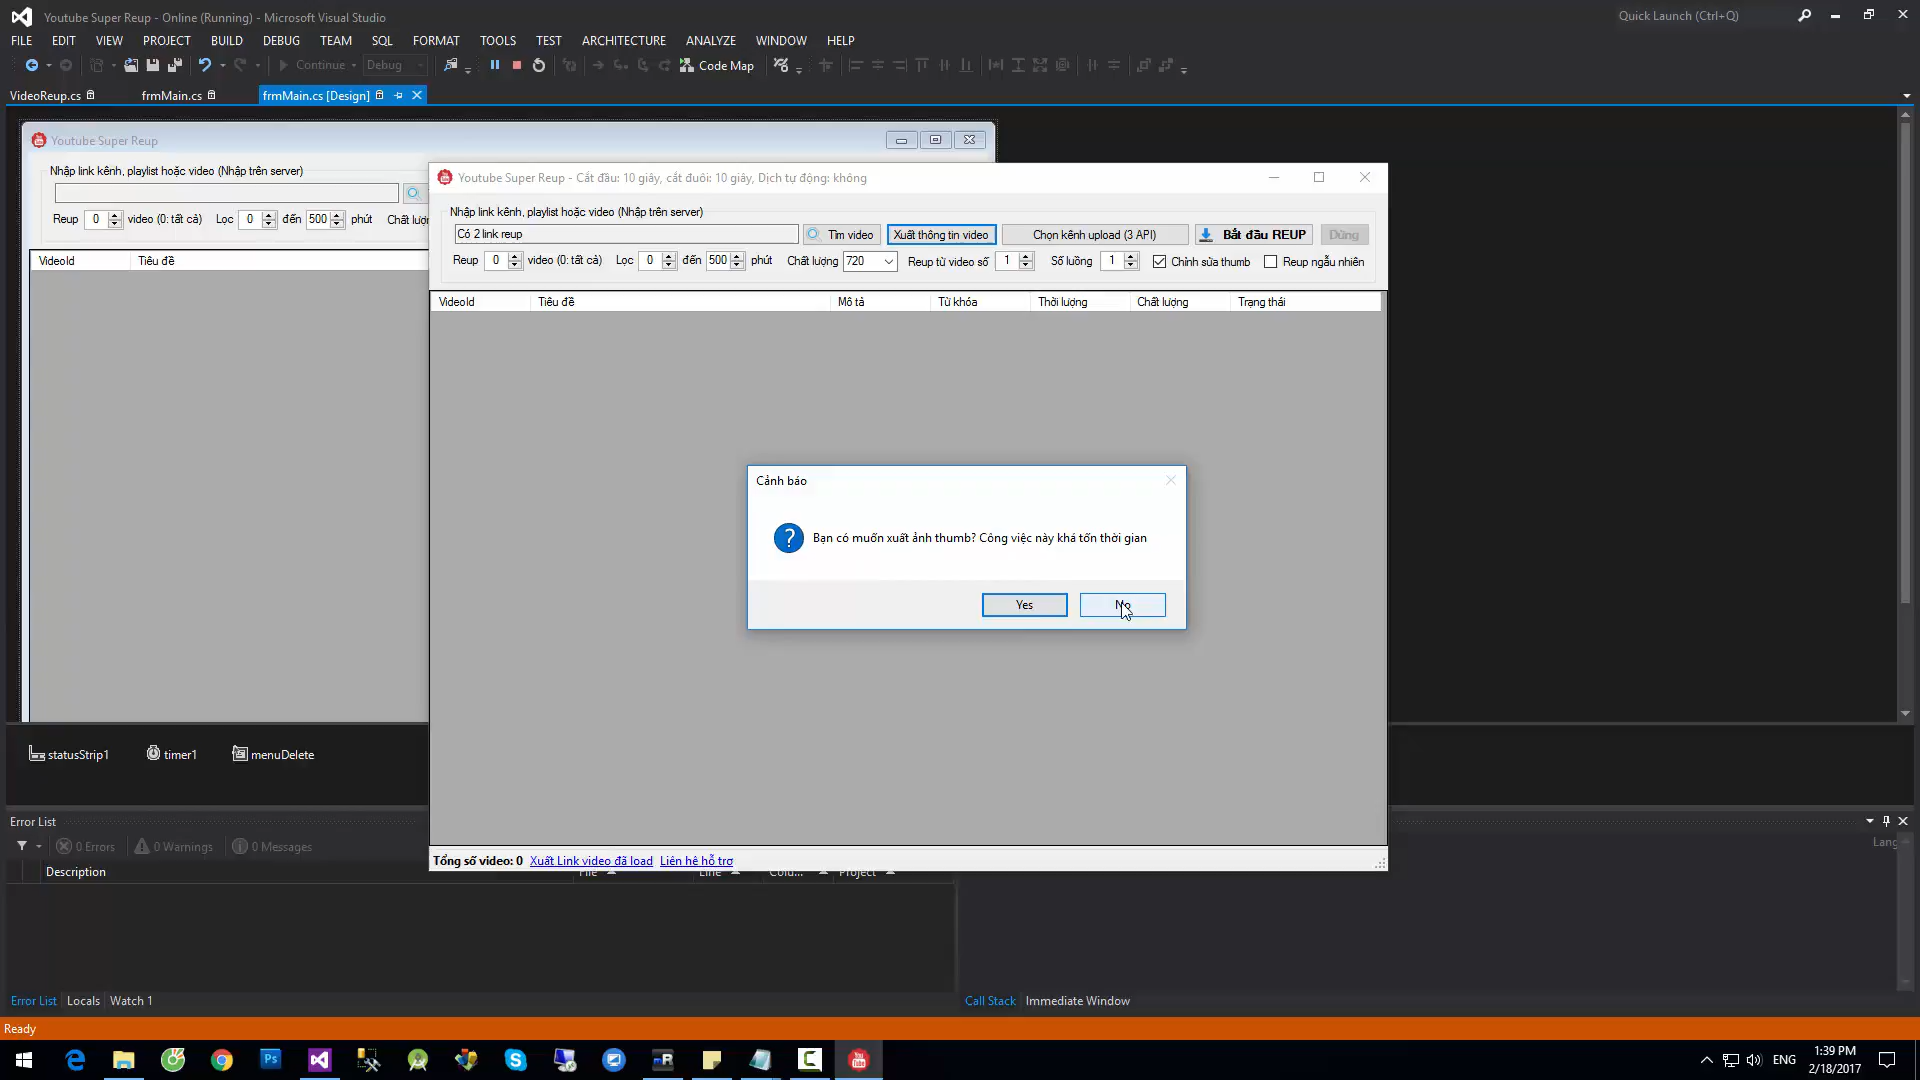 Youtube Super Reup - Online (Running) - Microsoft Visual Studio
Quick Launch (Ctrl+Q)
FILE EDIT VIEW PROJECT BUILD DEBUG TEAM SQL FORMAT TOOLS TEST ARCHITECTURE ANALYZE WINDOW HELP
Continue Debug Code Map
VideoReup.cs frmMain.cs frmMain.cs [Design]
Youtube Super Reup
Nhập link kênh, playlist hoặc video (Nhập trên server)
Reup 0 video (0: tất cả) Lọc 0 đến 500 phút Chất lượng
VideoId Tiêu đề
Youtube Super Reup - Cắt đầu: 10 giây, cắt đuôi: 10 giây, Dịch tự động: không
Nhập link kênh, playlist hoặc video (Nhập trên server)
Có 2 link reup Tìm video Xuất thông tin video Chọn kênh upload (3 API) Bắt đầu REUP Dừng
Reup 0 video (0: tất cả) Lọc 0 đến 500 phút Chất lượng 720 Reup từ video số 1 Số luồng 1 Chỉnh sửa thumb Reup ngẫu nhiên
VideoId Tiêu đề Mô tả Từ khóa Thời lượng Chất lượng Trạng thái
Cảnh báo
Bạn có muốn xuất ảnh thumb? Công việc này khá tốn thời gian
Yes No
Tổng số video: 0 Xuất Link video đã load Liên hệ hỗ trợ
statusStrip1 timer1 menuDelete
Error List
0 Errors 0 Warnings 0 Messages
Lang
Description File Line Colu... Project
Error List Locals Watch 1
Call Stack Immediate Window
Ready
ENG
1:39 PM
2/18/2017